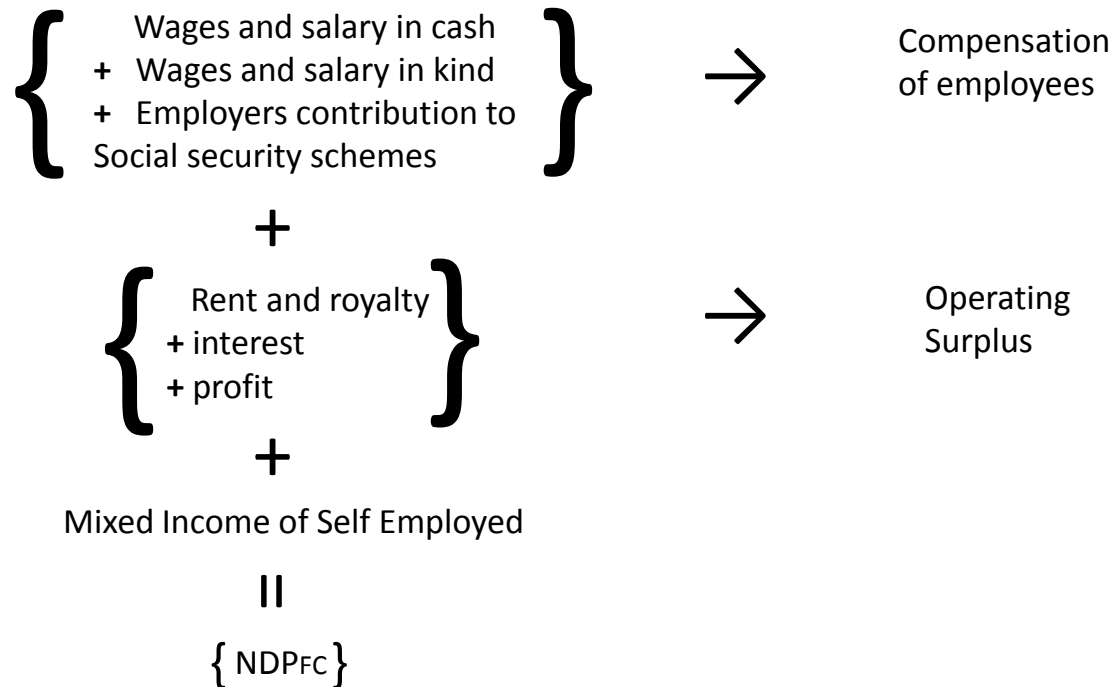 { Wages and salary in cash
+ Wages and salary in kind
+ Employers contribution to
Social security schemes }
→ Compensation
of employees
+
{ Rent and royalty
+ interest
+ profit }
→ Operating
Surplus
+
Mixed Income of Self Employed
=
{ NDPFC }